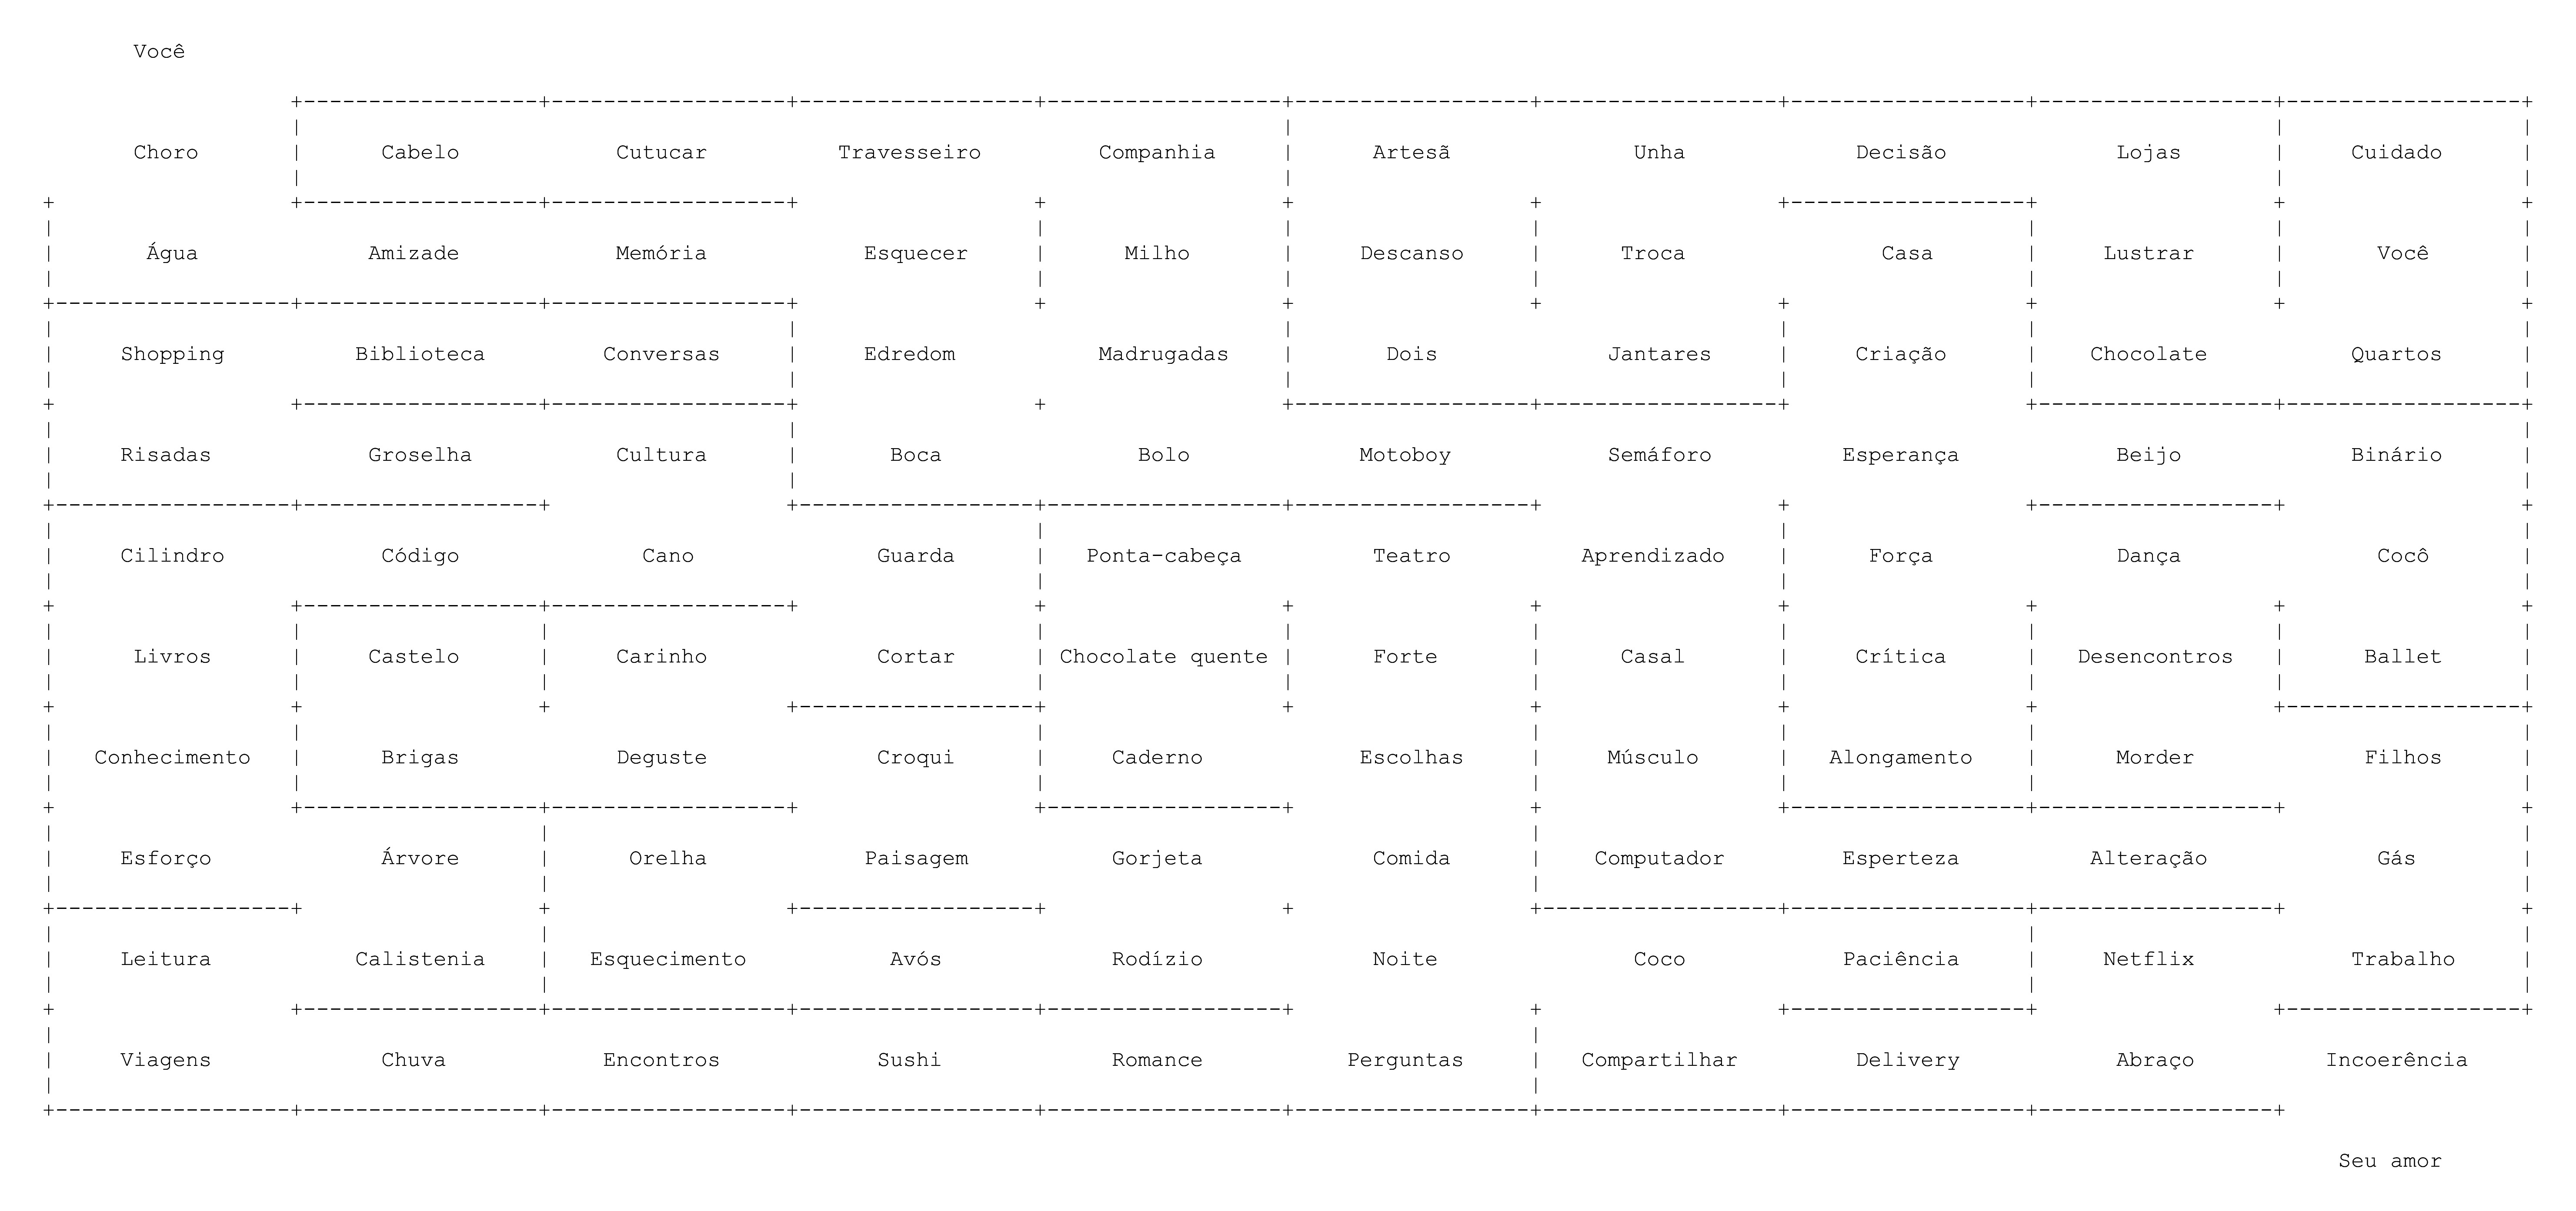 Você
Choro Cabelo Cutucar Travesseiro Companhia Artesã Unha Decisão Lojas Cuidado
Água Amizade Memória Esquecer Milho Descanso Troca Casa Lustrar Você
Shopping Biblioteca Conversas Edredom Madrugadas Dois Jantares Criação Chocolate Quartos
Risadas Groselha Cultura Boca Bolo Motoboy Semáforo Esperança Beijo Binário
Cilindro Código Cano Guarda Ponta-cabeça Teatro Aprendizado Força Dança Cocô
Livros Castelo Carinho Cortar Chocolate quente Forte Casal Crítica Desencontros Ballet
Conhecimento Brigas Deguste Croqui Caderno Escolhas Músculo Alongamento Morder Filhos
Esforço Árvore Orelha Paisagem Gorjeta Comida Computador Esperteza Alteração Gás
Leitura Calistenia Esquecimento Avós Rodízio Noite Coco Paciência Netflix Trabalho
Viagens Chuva Encontros Sushi Romance Perguntas Compartilhar Delivery Abraço Incoerência
Seu amor